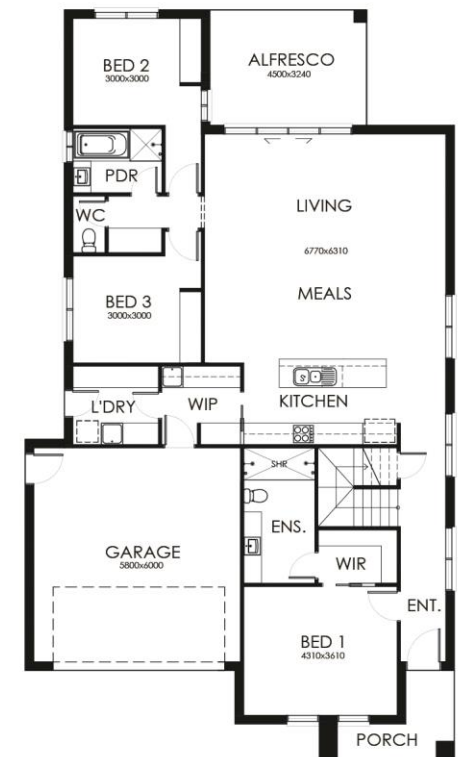 BED 2
3000x3000
ALFRESCO
4500x3240
PDR
WC
LIVING
6770x6310
MEALS
BED 3
3000x3000
L'DRY
WIP
KITCHEN
SHR
ENS.
GARAGE
5800x6000
WIR
ENT.
BED 1
4310x3610
PORCH